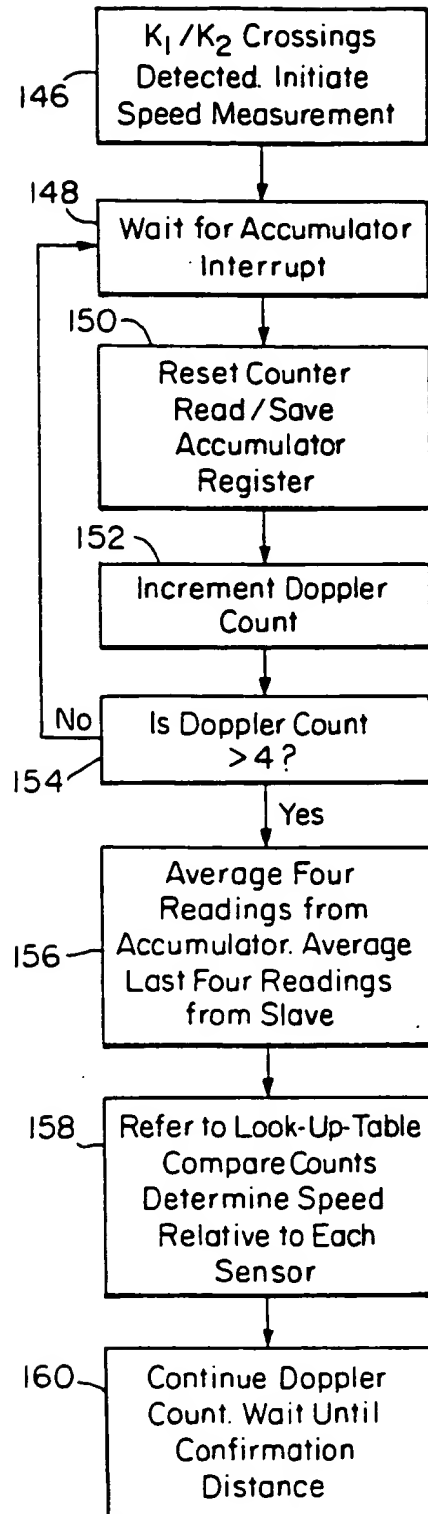 K₁/K₂ Crossings
Detected. Initiate
Speed Measurement
146
148
Wait for Accumulator
Interrupt
150
Reset Counter
Read/Save
Accumulator
Register
152
Increment Doppler
Count
No
Is Doppler Count
>4?
154
Yes
Average Four
Readings from
Accumulator. Average
Last Four Readings
from Slave
156
158
Refer to Look-Up-Table
Compare Counts
Determine Speed
Relative to Each
Sensor
160
Continue Doppler
Count. Wait Until
Confirmation
Distance